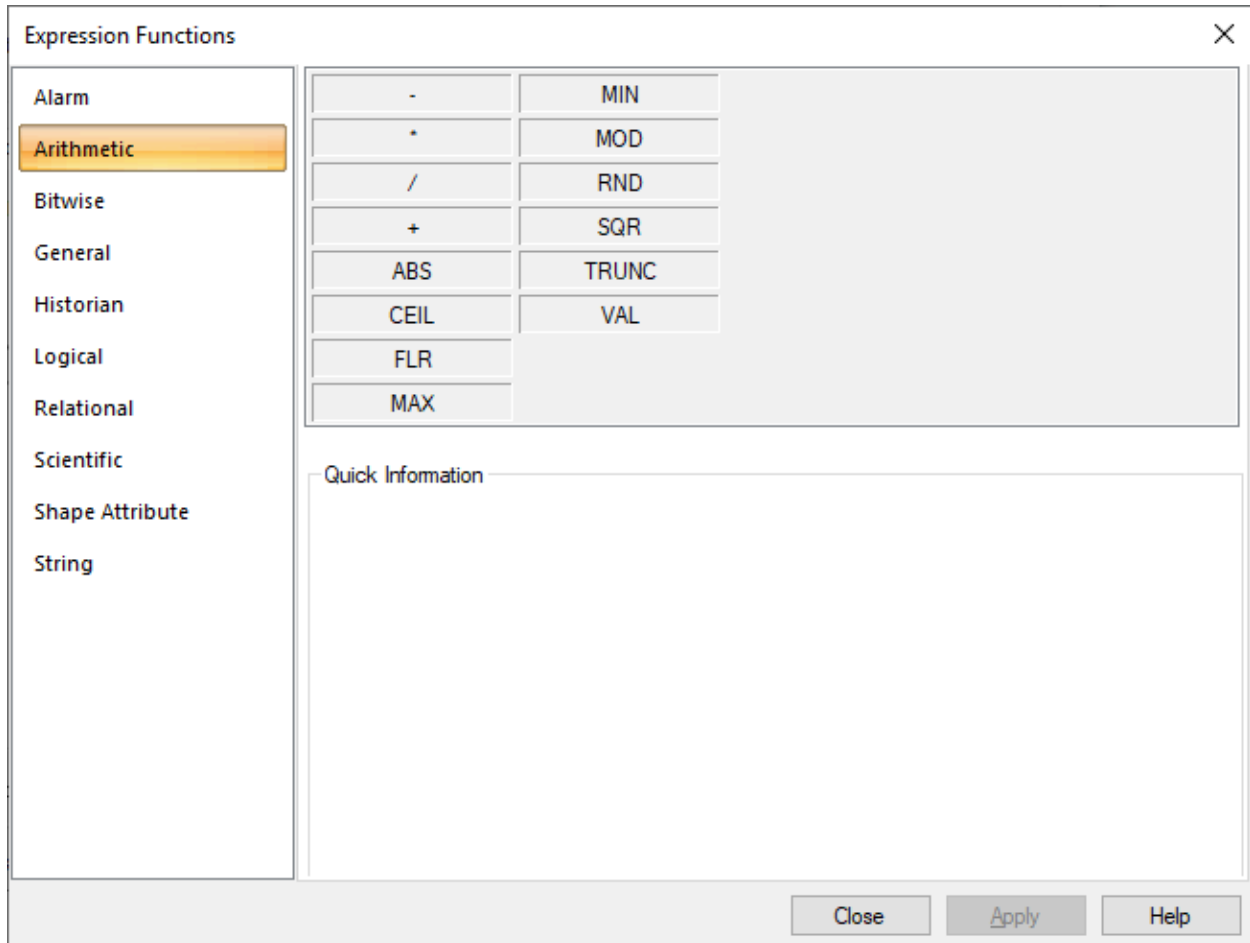 Expression Functions
Alarm
Arithmetic
Bitwise
General
Historian
Logical
Relational
Scientific
Shape Attribute
String
- MIN
* MOD
/ RND
+ SQR
ABS TRUNC
CEIL VAL
FLR
MAX
Quick Information
Close Apply Help